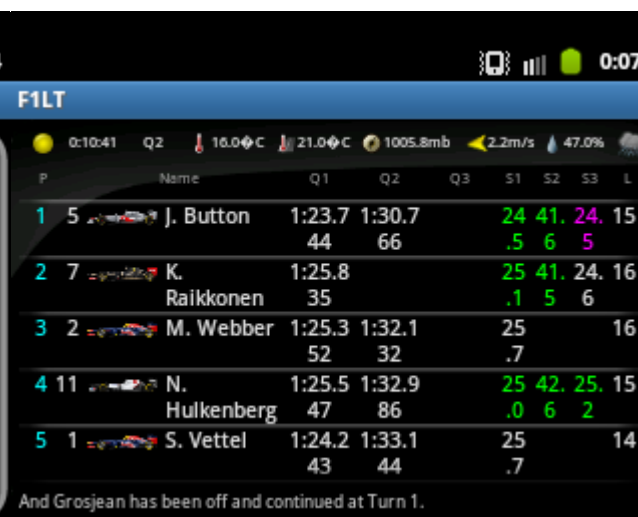 0:07
F1LT
0:10:41 Q2 16.0�C 21.0�C 1005.8mb 2.2m/s 47.0%
P Name Q1 Q2 Q3 S1 S2 S3 L
1 5 J. Button 1:23.7 1:30.7 24 41. 24. 15
44 66 .5 6 5
2 7 K. 1:25.8 25 41. 24. 16
Raikkonen 35 .1 5 6
3 2 M. Webber 1:25.3 1:32.1 25 16
52 32 .7
4 11 N. 1:25.5 1:32.9 25 42. 25. 15
Hulkenberg 47 86 .0 6 2
5 1 S. Vettel 1:24.2 1:33.1 25 14
43 44 .7
And Grosjean has been off and continued at Turn 1.